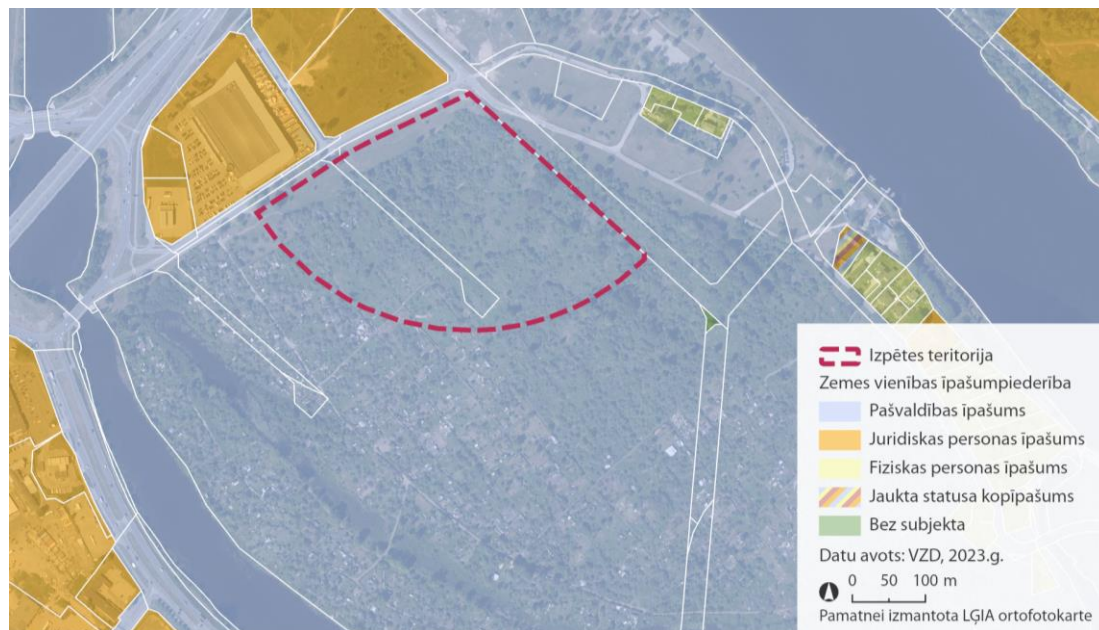 Izpētes teritorija
Zemes vienības īpašumpiederība
Pašvaldības īpašums
Juridiskas personas īpašums
Fiziskas personas īpašums
Jaukta statusa kopīpašums
Bez subjekta
Datu avots: VZD, 2023.g.
0 50 100 m
Pamatnei izmantota LĢIA ortofotokarte